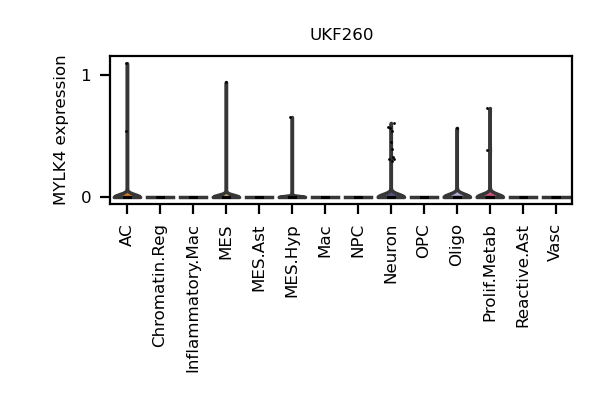 UKF260
MYLK4 expression
1
0
AC
Chromatin.Reg
Inflammatory.Mac
MES
MES.Ast
MES.Hyp
Mac
NPC
Neuron
OPC
Oligo
Prolif.Metab
Reactive.Ast
Vasc